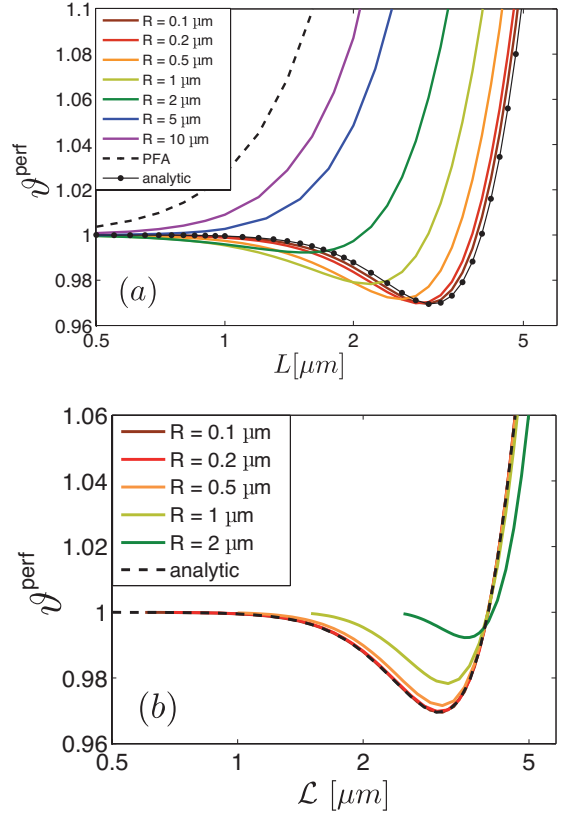 1.1
1.08
1.06
1.04
1.02
1
0.98
0.96
ϑperf
R = 0.1 µm
R = 0.2 µm
R = 0.5 µm
R = 1 µm
R = 2 µm
R = 5 µm
R = 10 µm
PFA
analytic
(a)
0.5 1 2 5
L[µm]
1.06
1.04
1.02
1
0.98
0.96
ϑperf
R = 0.1 µm
R = 0.2 µm
R = 0.5 µm
R = 1 µm
R = 2 µm
analytic
(b)
0.5 1 2 5
ℒ [µm]